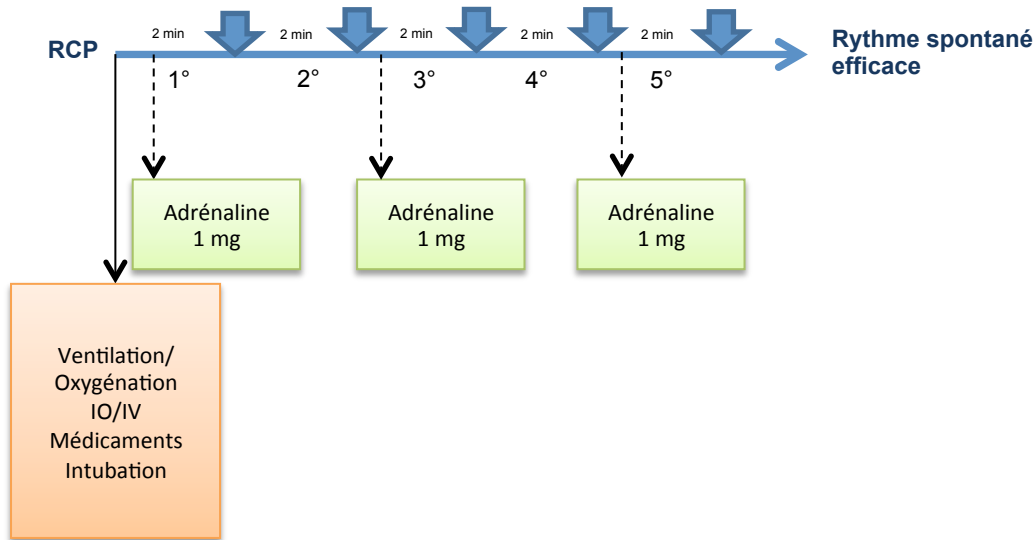 2 min
2 min
2 min
2 min
2 min
RCP
Rythme spontané
efficace
1°
2°
3°
4°
5°
Adrénaline
1 mg
Adrénaline
1 mg
Adrénaline
1 mg
Ventilation/
Oxygénation
IO/IV
Médicaments
Intubation